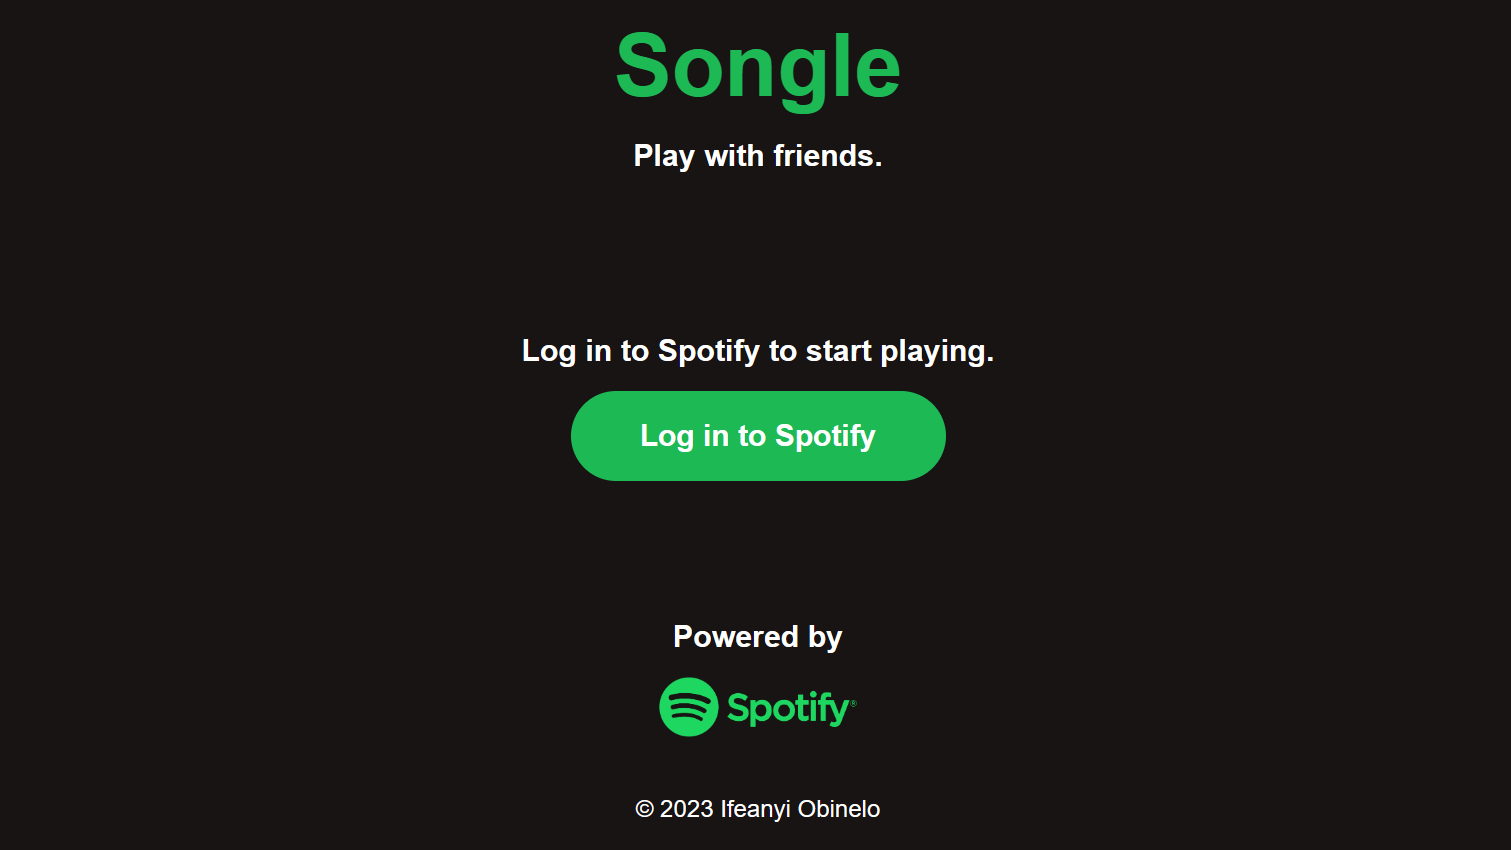 Songle
Play with friends.
Log in to Spotify to start playing.
Log in to Spotify
Powered by
Spotify®
© 2023 Ifeanyi Obinelo